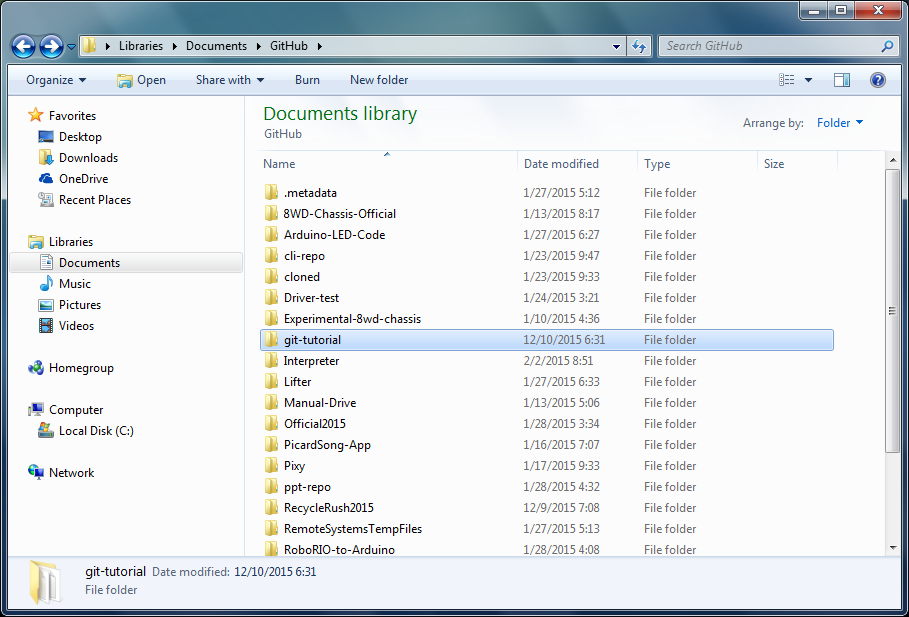 Libraries Documents GitHub Search GitHub
Organize Open Share with Burn New folder
Favorites
Desktop
Downloads
OneDrive
Recent Places
Libraries
Documents
Music
Pictures
Videos
Homegroup
Computer
Local Disk (C:)
Network
Documents library
GitHub
Arrange by: Folder
Name Date modified Type Size
.metadata 1/27/2015 5:12 File folder
8WD-Chassis-Official 1/13/2015 8:17 File folder
Arduino-LED-Code 1/27/2015 6:27 File folder
cli-repo 1/23/2015 9:47 File folder
cloned 1/23/2015 9:33 File folder
Driver-test 1/24/2015 3:21 File folder
Experimental-8wd-chassis 1/10/2015 4:36 File folder
git-tutorial 12/10/2015 6:31 File folder
Interpreter 2/2/2015 8:51 File folder
Lifter 1/27/2015 6:33 File folder
Manual-Drive 1/13/2015 5:06 File folder
Official2015 1/28/2015 3:34 File folder
PicardSong-App 1/16/2015 7:07 File folder
Pixy 1/17/2015 9:33 File folder
ppt-repo 1/28/2015 4:32 File folder
RecycleRush2015 12/9/2015 7:08 File folder
RemoteSystemsTempFiles 1/27/2015 5:13 File folder
RoboRIO-to-Arduino 1/28/2015 4:08 File folder
git-tutorial Date modified: 12/10/2015 6:31
File folder